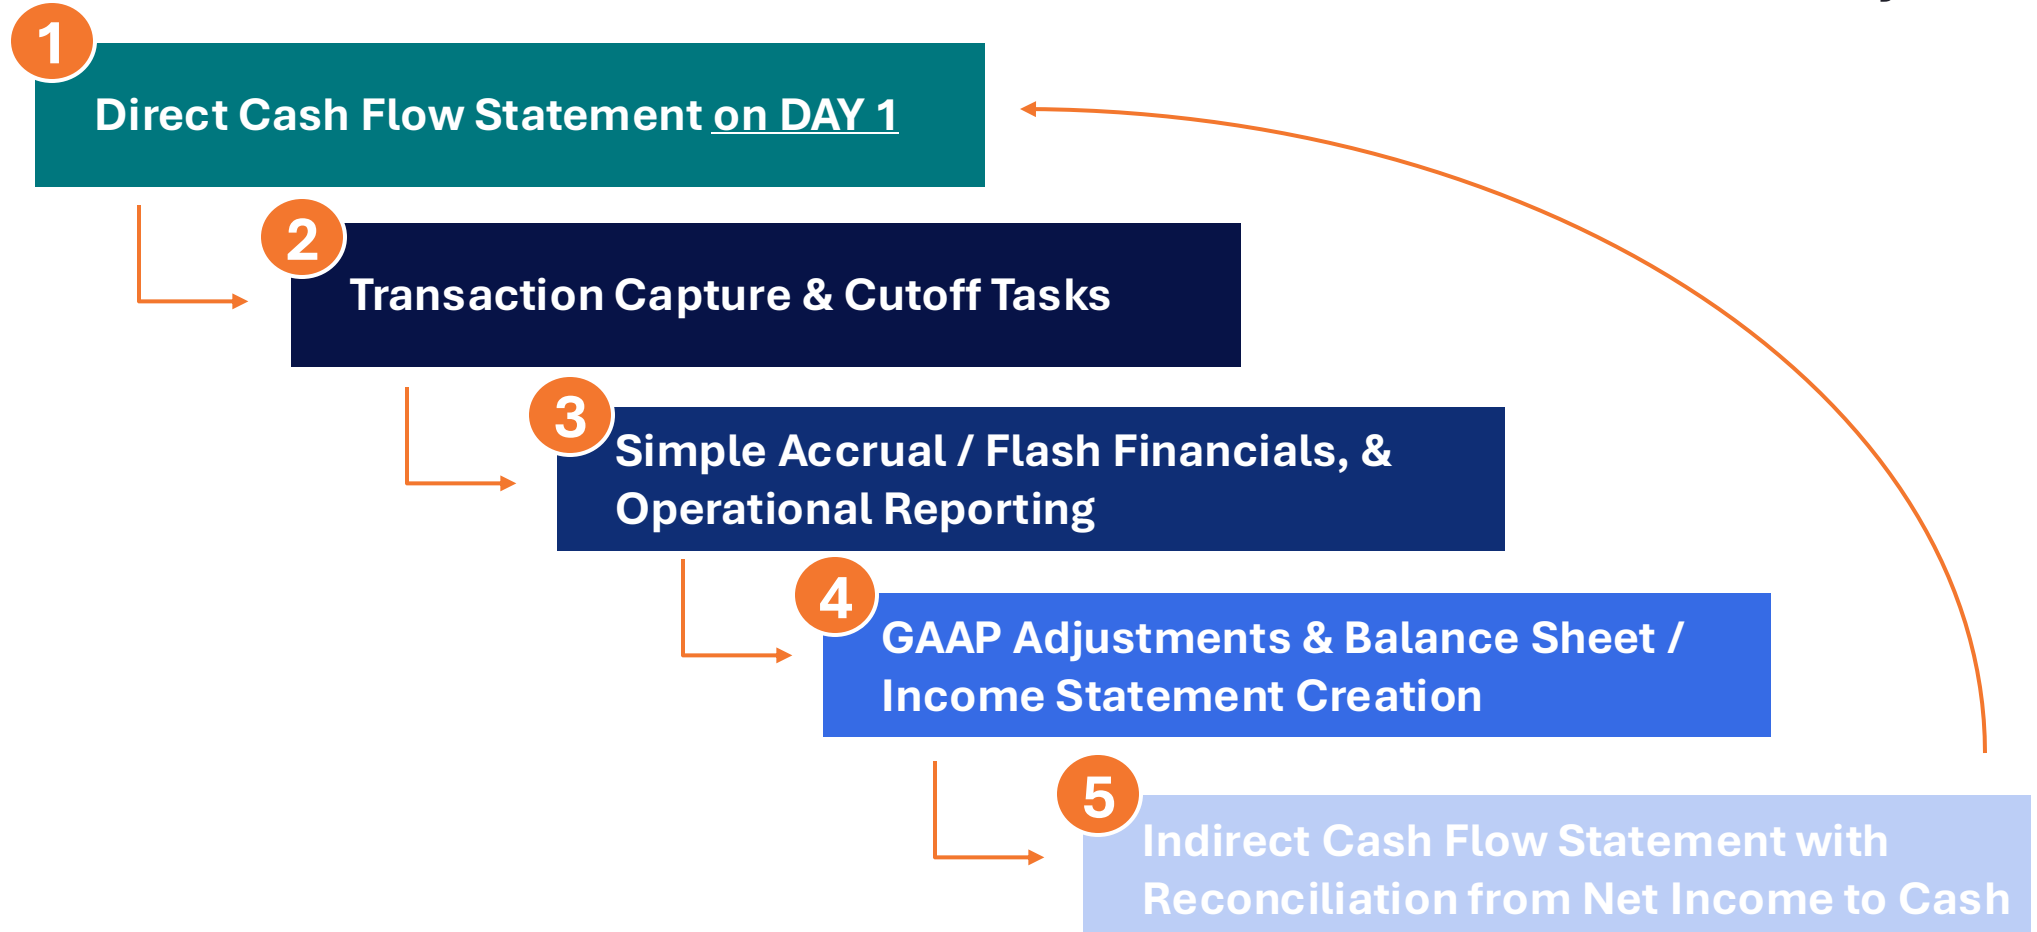 1
Direct Cash Flow Statement on DAY 1
2
Transaction Capture & Cutoff Tasks
3
Simple Accrual / Flash Financials, &
Operational Reporting
4
GAAP Adjustments & Balance Sheet /
Income Statement Creation
5
Indirect Cash Flow Statement with
Reconciliation from Net Income to Cash